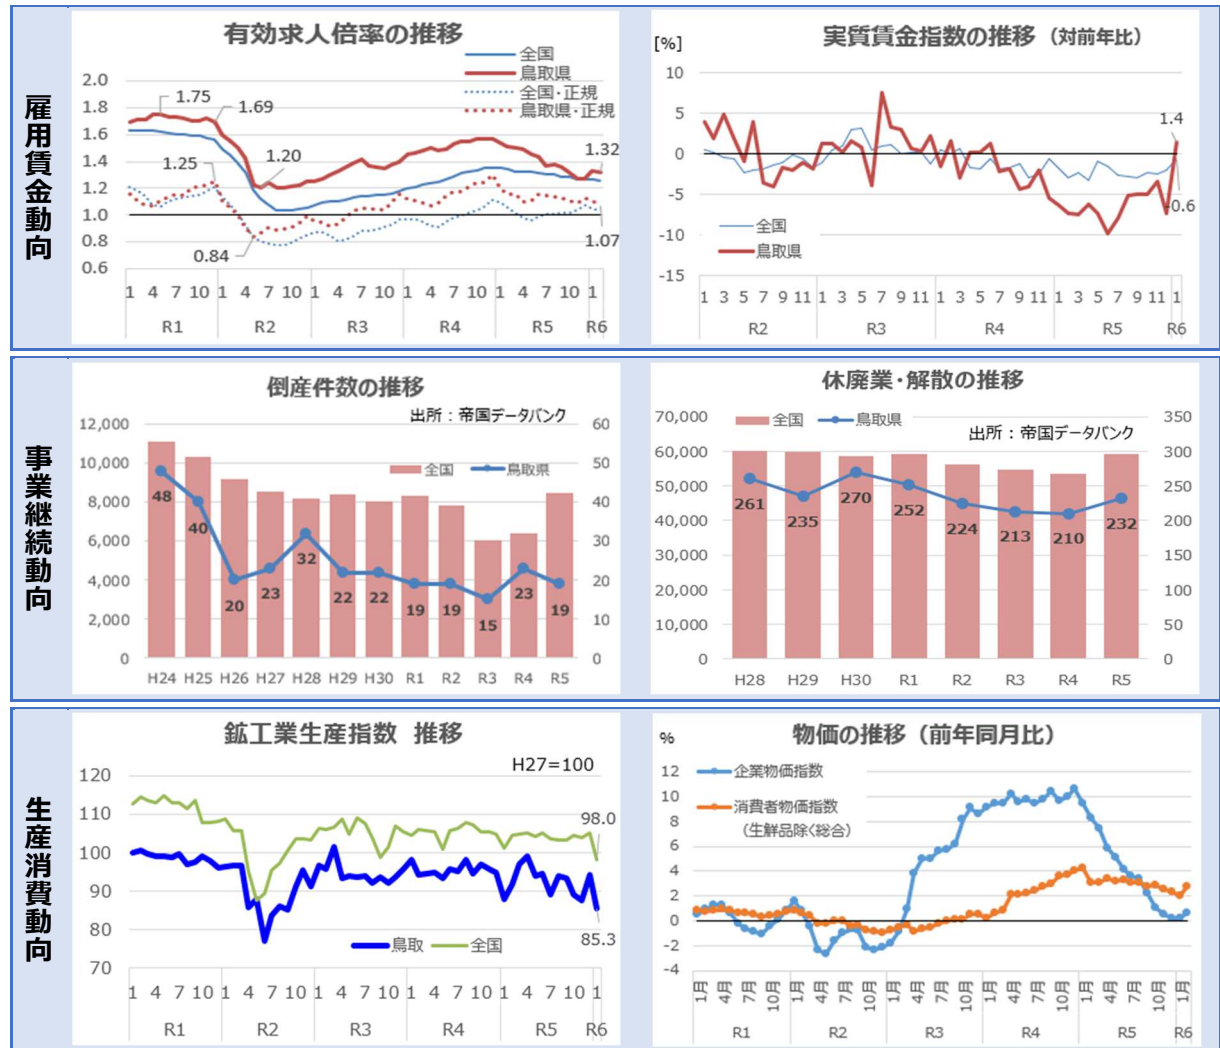 雇用賃金動向
有効求人倍率の推移
全国
鳥取県
全国・正規
鳥取県・正規
2.0
1.8
1.6
1.4
1.2
1.0
0.8
0.6
1.75
1.69
1.25
1.20
0.84
1.32
1.07
1 4 7 10 1 4 7 10 1 4 7 10 1 4 7 10 1 4 7 10 1
R1 R2 R3 R4 R5 R6
実質賃金指数の推移（対前年比）
[%]
10
5
0
-5
-10
-15
1.4
-0.6
全国
鳥取県
1 3 5 7 9 11 1 3 5 7 9 11 1 3 5 7 9 11 1 3 5 7 9 11 1
R2 R3 R4 R5 R6
事業継続動向
倒産件数の推移
出所：帝国データバンク
全国 鳥取県
12,000 60
10,000 50
8,000 40
6,000 30
4,000 20
2,000 10
0 0
48 40 20 23 32 22 22 19 19 15 23 19
H24 H25 H26 H27 H28 H29 H30 R1 R2 R3 R4 R5
休廃業・解散の推移
全国 鳥取県
出所：帝国データバンク
70,000 350
60,000 300
50,000 250
40,000 200
30,000 150
20,000 100
10,000 50
0 0
261 235 270 252 224 213 210 232
H28 H29 H30 R1 R2 R3 R4 R5
生産消費動向
鉱工業生産指数 推移
H27=100
120
110
100
90
80
70
98.0
85.3
鳥取 全国
1 4 7 10 1 4 7 10 1 4 7 10 1 4 7 10 1 4 7 10 1
R1 R2 R3 R4 R5 R6
物価の推移（前年同月比）
%
企業物価指数
消費者物価指数
（生鮮品除く総合）
12
10
8
6
4
2
0
-2
-4
1月 4月 7月 10月 1月 4月 7月 10月 1月 4月 7月 10月 1月 4月 7月 10月 1月 4月 7月 10月 1月
R1 R2 R3 R4 R5 R6